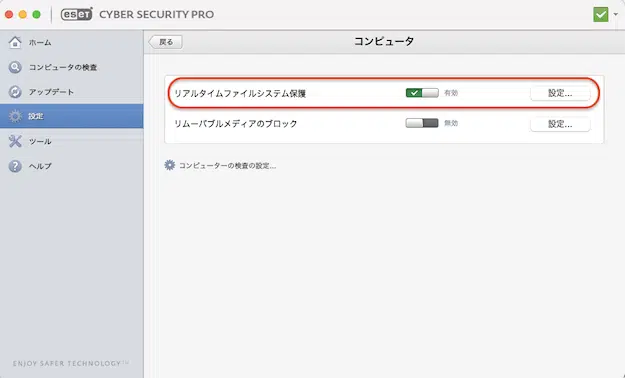 eset CYBER SECURITY PRO
ホーム
コンピュータの検査
アップデート
設定
ツール
ヘルプ
戻る
コンピュータ
リアルタイムファイルシステム保護 有効 設定...
リムーバブルメディアのブロック 無効 設定...
コンピューターの検査の設定...
ENJOY SAFER TECHNOLOGY™